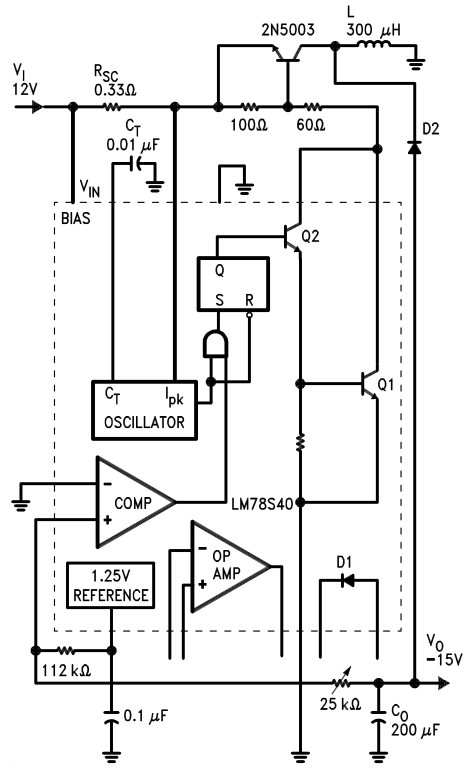 L
2N5003
300 μH
V_I
12V
R_SC
0.33Ω
100Ω
60Ω
C_T
0.01 μF
D2
V_IN
BIAS
Q2
Q
S R
C_T I_pk
OSCILLATOR
Q1
−
COMP
+
LM78S40
−
OP
AMP
+
1.25V
REFERENCE
D1
V_O
−15V
112 kΩ
25 kΩ
C_O
200 μF
0.1 μF